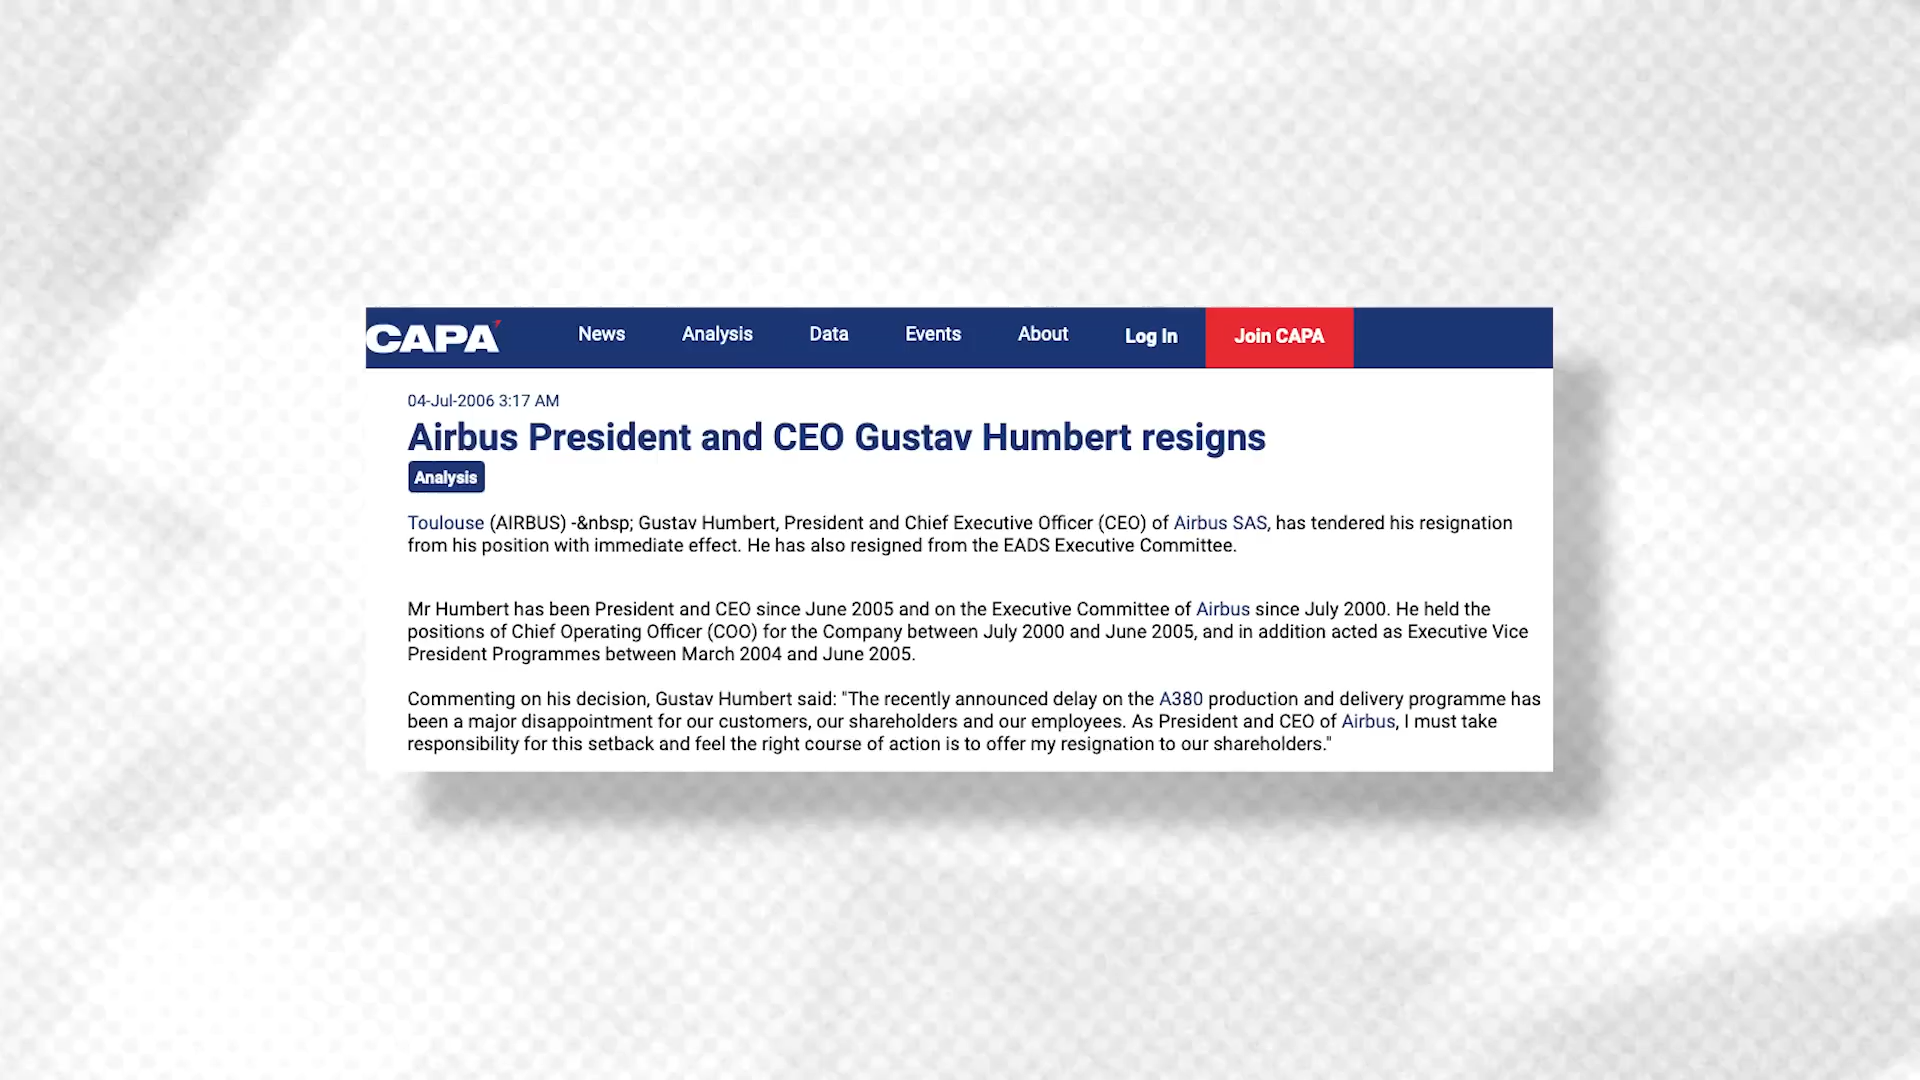 CAPA News Analysis Data Events About Log In Join CAPA
04-Jul-2006 3:17 AM
Airbus President and CEO Gustav Humbert resigns
Analysis
Toulouse (AIRBUS) -&nbsp; Gustav Humbert, President and Chief Executive Officer (CEO) of Airbus SAS, has tendered his resignation
from his position with immediate effect. He has also resigned from the EADS Executive Committee.
Mr Humbert has been President and CEO since June 2005 and on the Executive Committee of Airbus since July 2000. He held the
positions of Chief Operating Officer (COO) for the Company between July 2000 and June 2005, and in addition acted as Executive Vice
President Programmes between March 2004 and June 2005.
Commenting on his decision, Gustav Humbert said: "The recently announced delay on the A380 production and delivery programme has
been a major disappointment for our customers, our shareholders and our employees. As President and CEO of Airbus, I must take
responsibility for this setback and feel the right course of action is to offer my resignation to our shareholders."